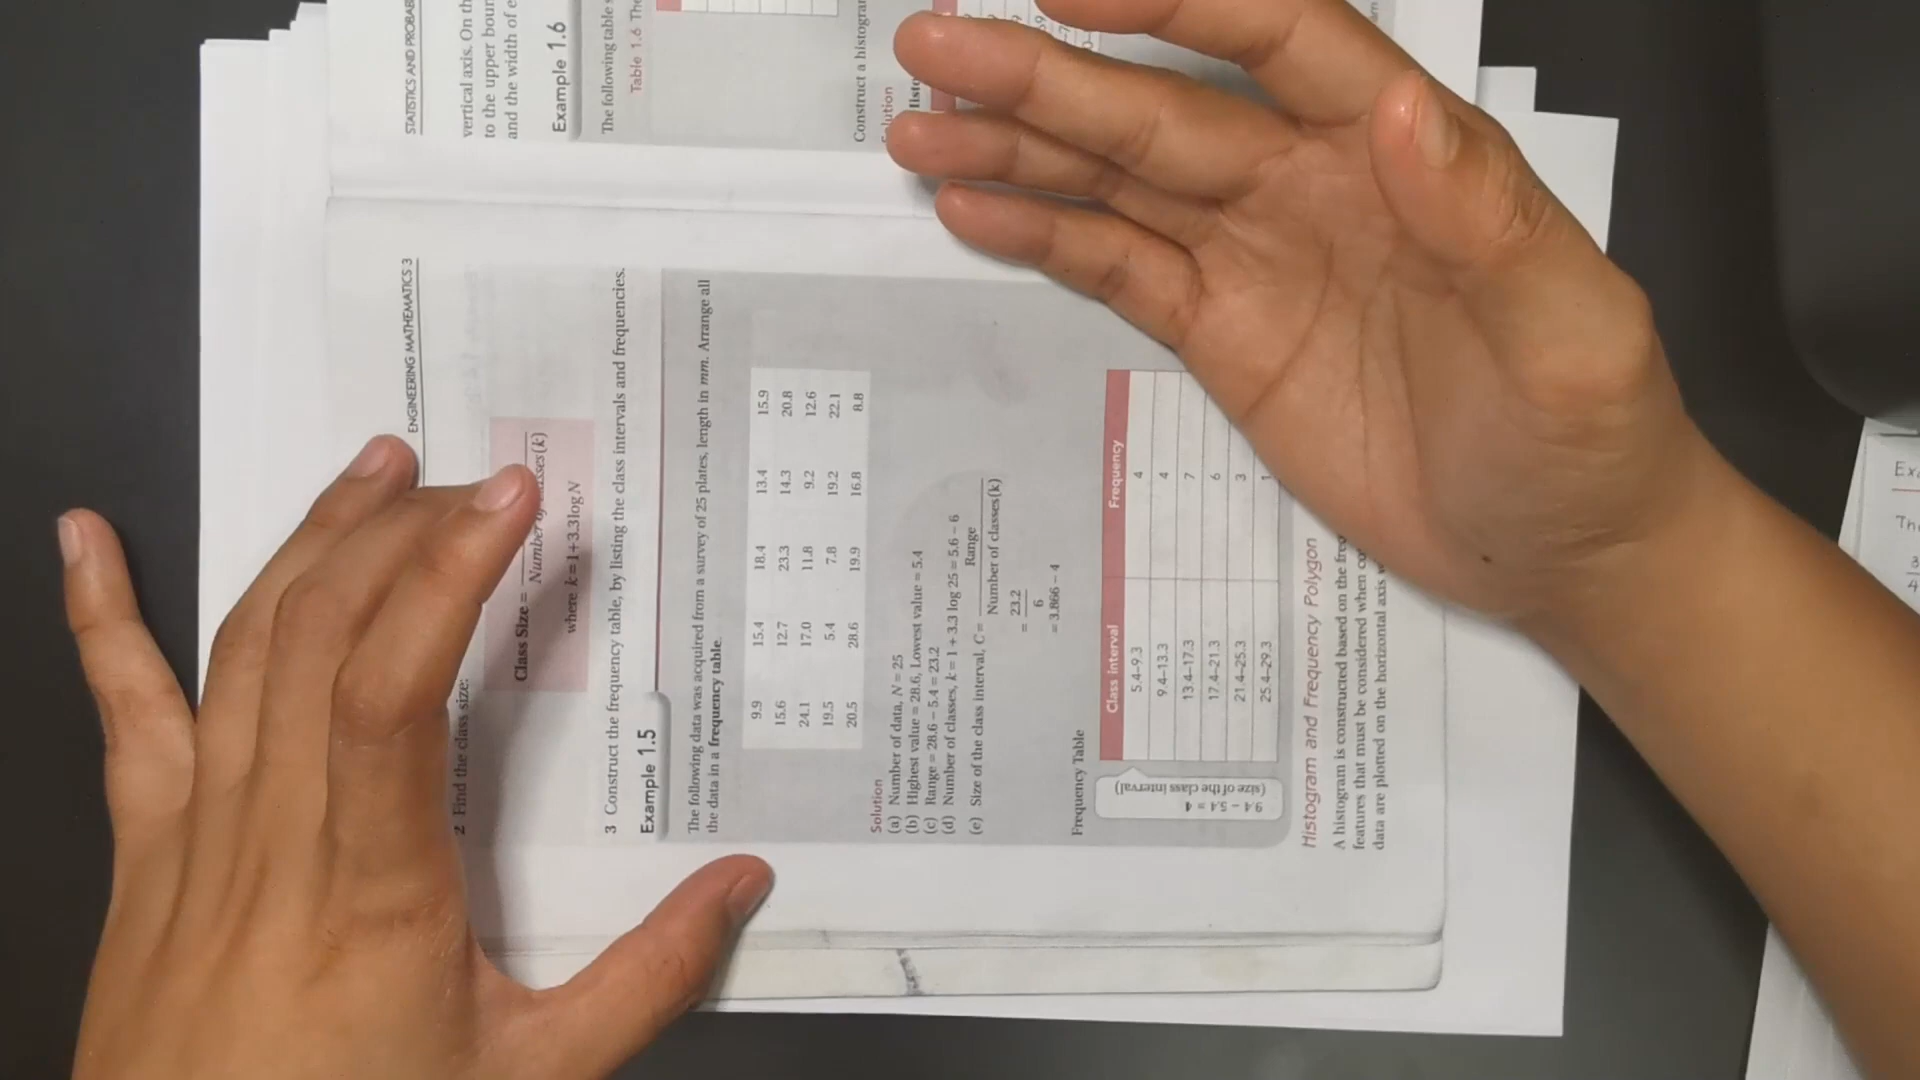 ENGINEERING MATHEMATICS 3
2 Find the class size:
Class Size =
Number
(k)
where k = 1+3.3logN
3 Construct the frequency table, by listing the class intervals and frequencies.
Example 1.5
The following data was acquired from a survey of 25 plates, length in mm. Arrange all
the data in a frequency table.
9.9 15.4 18.4 13.4 15.9
15.6 12.7 23.3 14.3 20.8
24.1 17.0 11.8 9.2 12.6
19.5 5.4 7.8 19.2 22.1
20.5 28.6 19.9 16.8 8.8
Solution
(a) Number of data, N = 25
(b) Highest value = 28.6, Lowest value = 5.4
(c) Range = 28.6 – 5.4 = 23.2
(d) Number of classes, k = 1 + 3.3 log 25 = 5.6 ~ 6
(e) Size of the class interval, C = Range / Number of classes(k)
= 23.2 / 6
= 3.866 ~ 4
Frequency Table
Class interval Frequency
5.4–9.3 4
9.4–13.3 4
13.4–17.3 7
17.4–21.3 6
21.4–25.3 3
25.4–29.3 1
9.4 – 5.4 = 4
(size of the class interval)
Histogram and Frequency Polygon
A histogram is constructed based on the
features that must be considered when
data are plotted on the horizontal axis
STATISTICS AND
vertical axis. On
to the upper
and the width of
Example 1.6
The following table
Table 1.6
Construct a